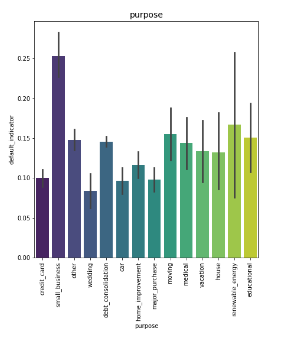 purpose
0.25
0.20
0.15
0.10
0.05
0.00
default_indicator
credit_card
small_business
other
wedding
debt_consolidation
car
home_improvement
major_purchase
moving
medical
vacation
house
renewable_energy
educational
purpose